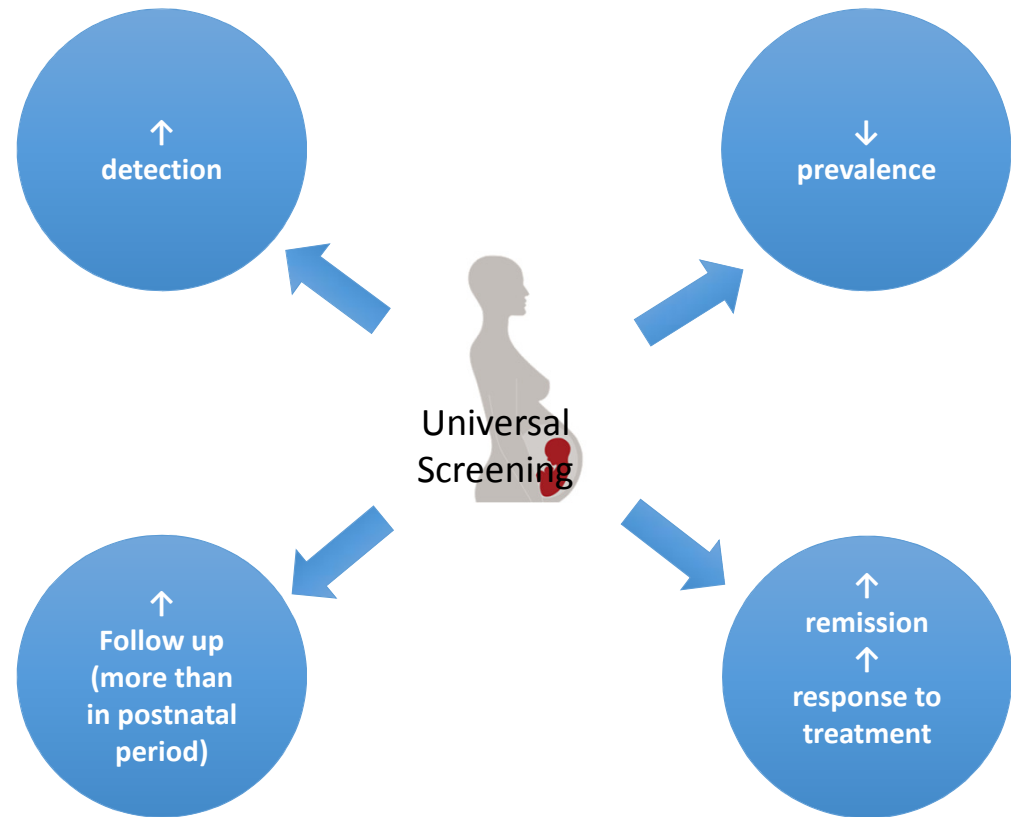 ↑
detection
↓
prevalence
Universal
Screening
↑
Follow up
(more than
in postnatal
period)
↑
remission
↑
response to
treatment